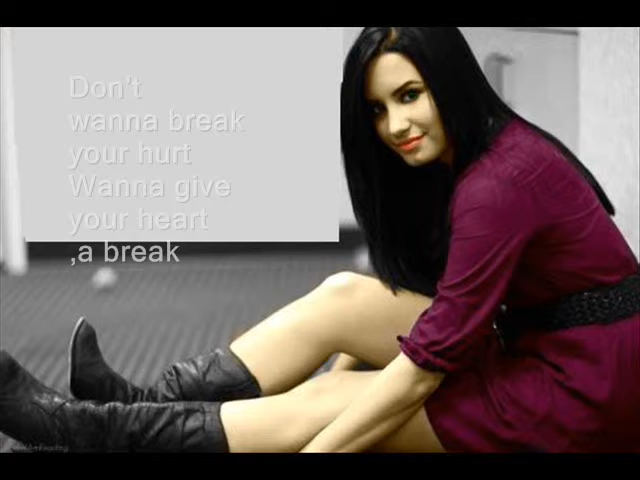 Don't
wanna break
your hurt
Wanna give
your heart
,a break